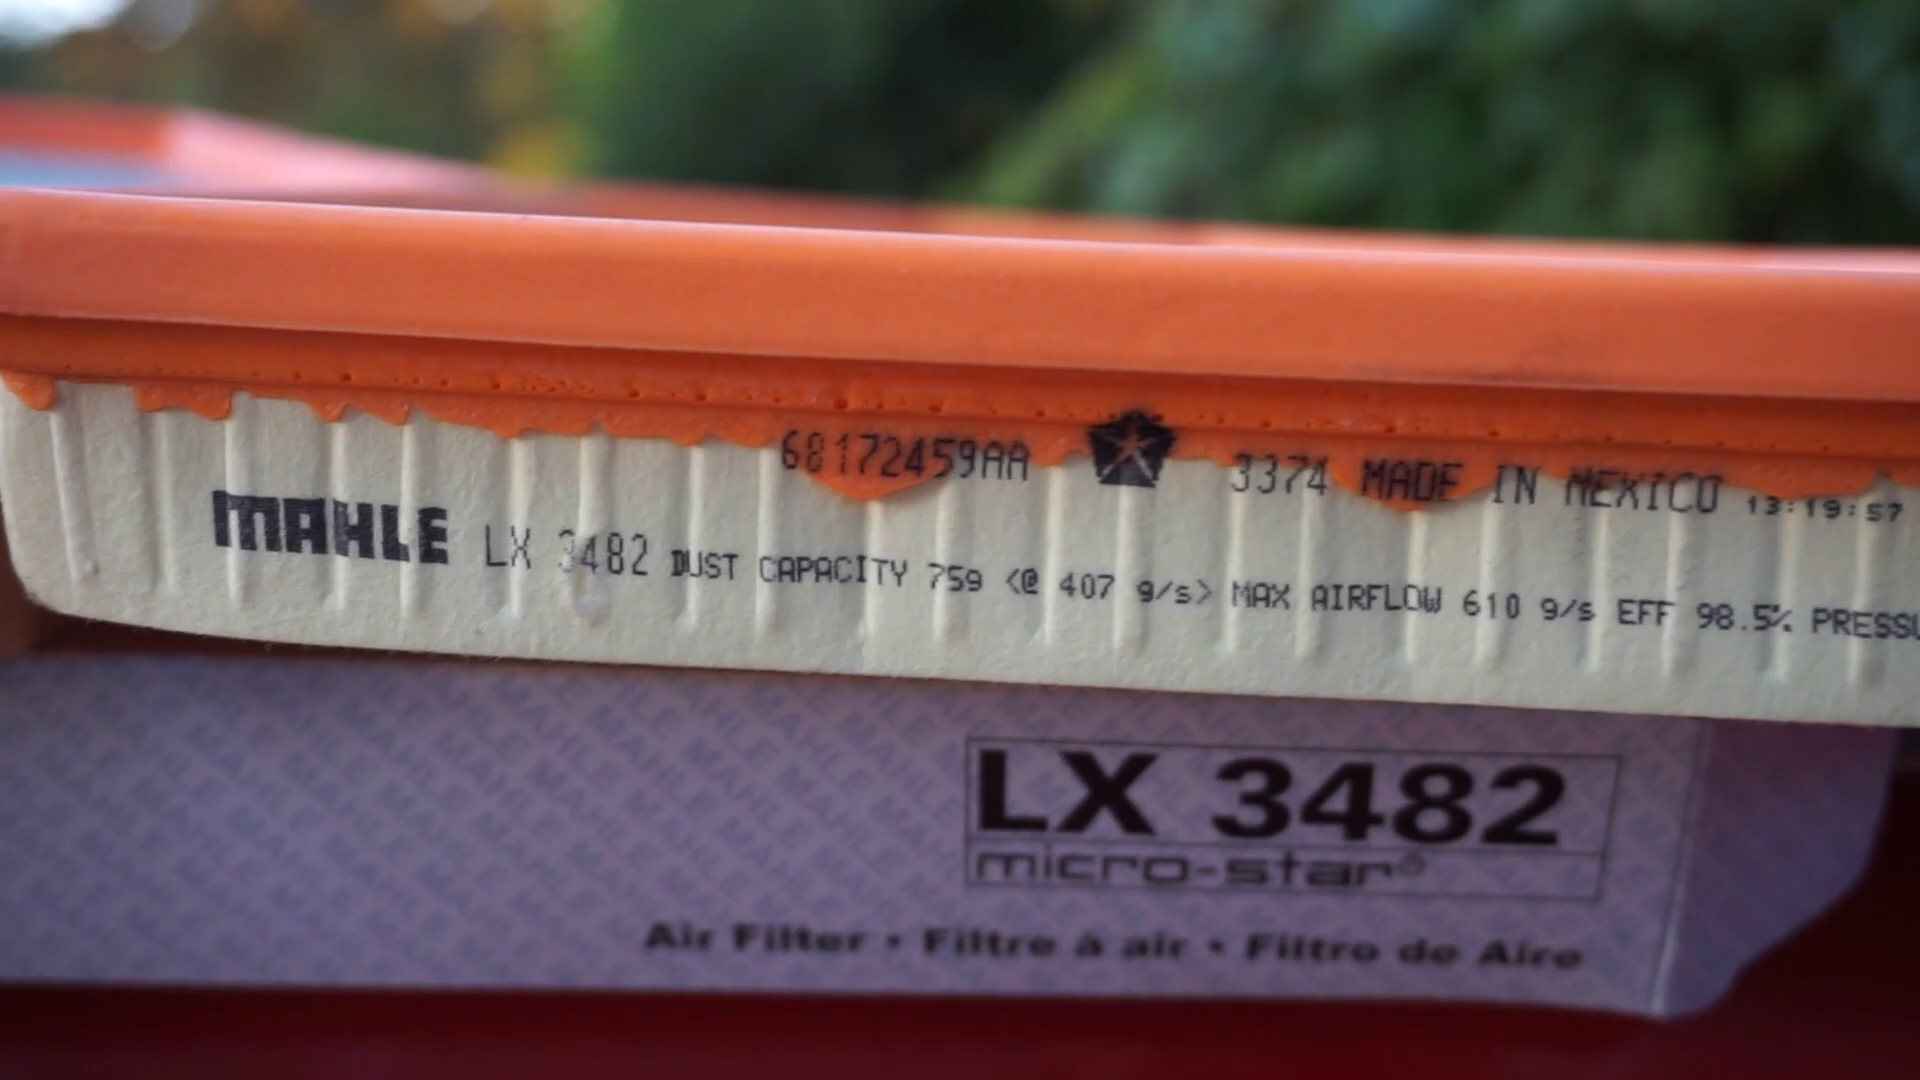 68172459AA 3374 MADE IN MEXICO 13:19:57
MAHLE LX 3482 DUST CAPACITY 759 <@ 407 g/s> MAX AIRFLOW 610 g/s EFF 98.5% PRESSU
LX 3482
micro-star®
Air Filter • Filtre à air • Filtro de Aire